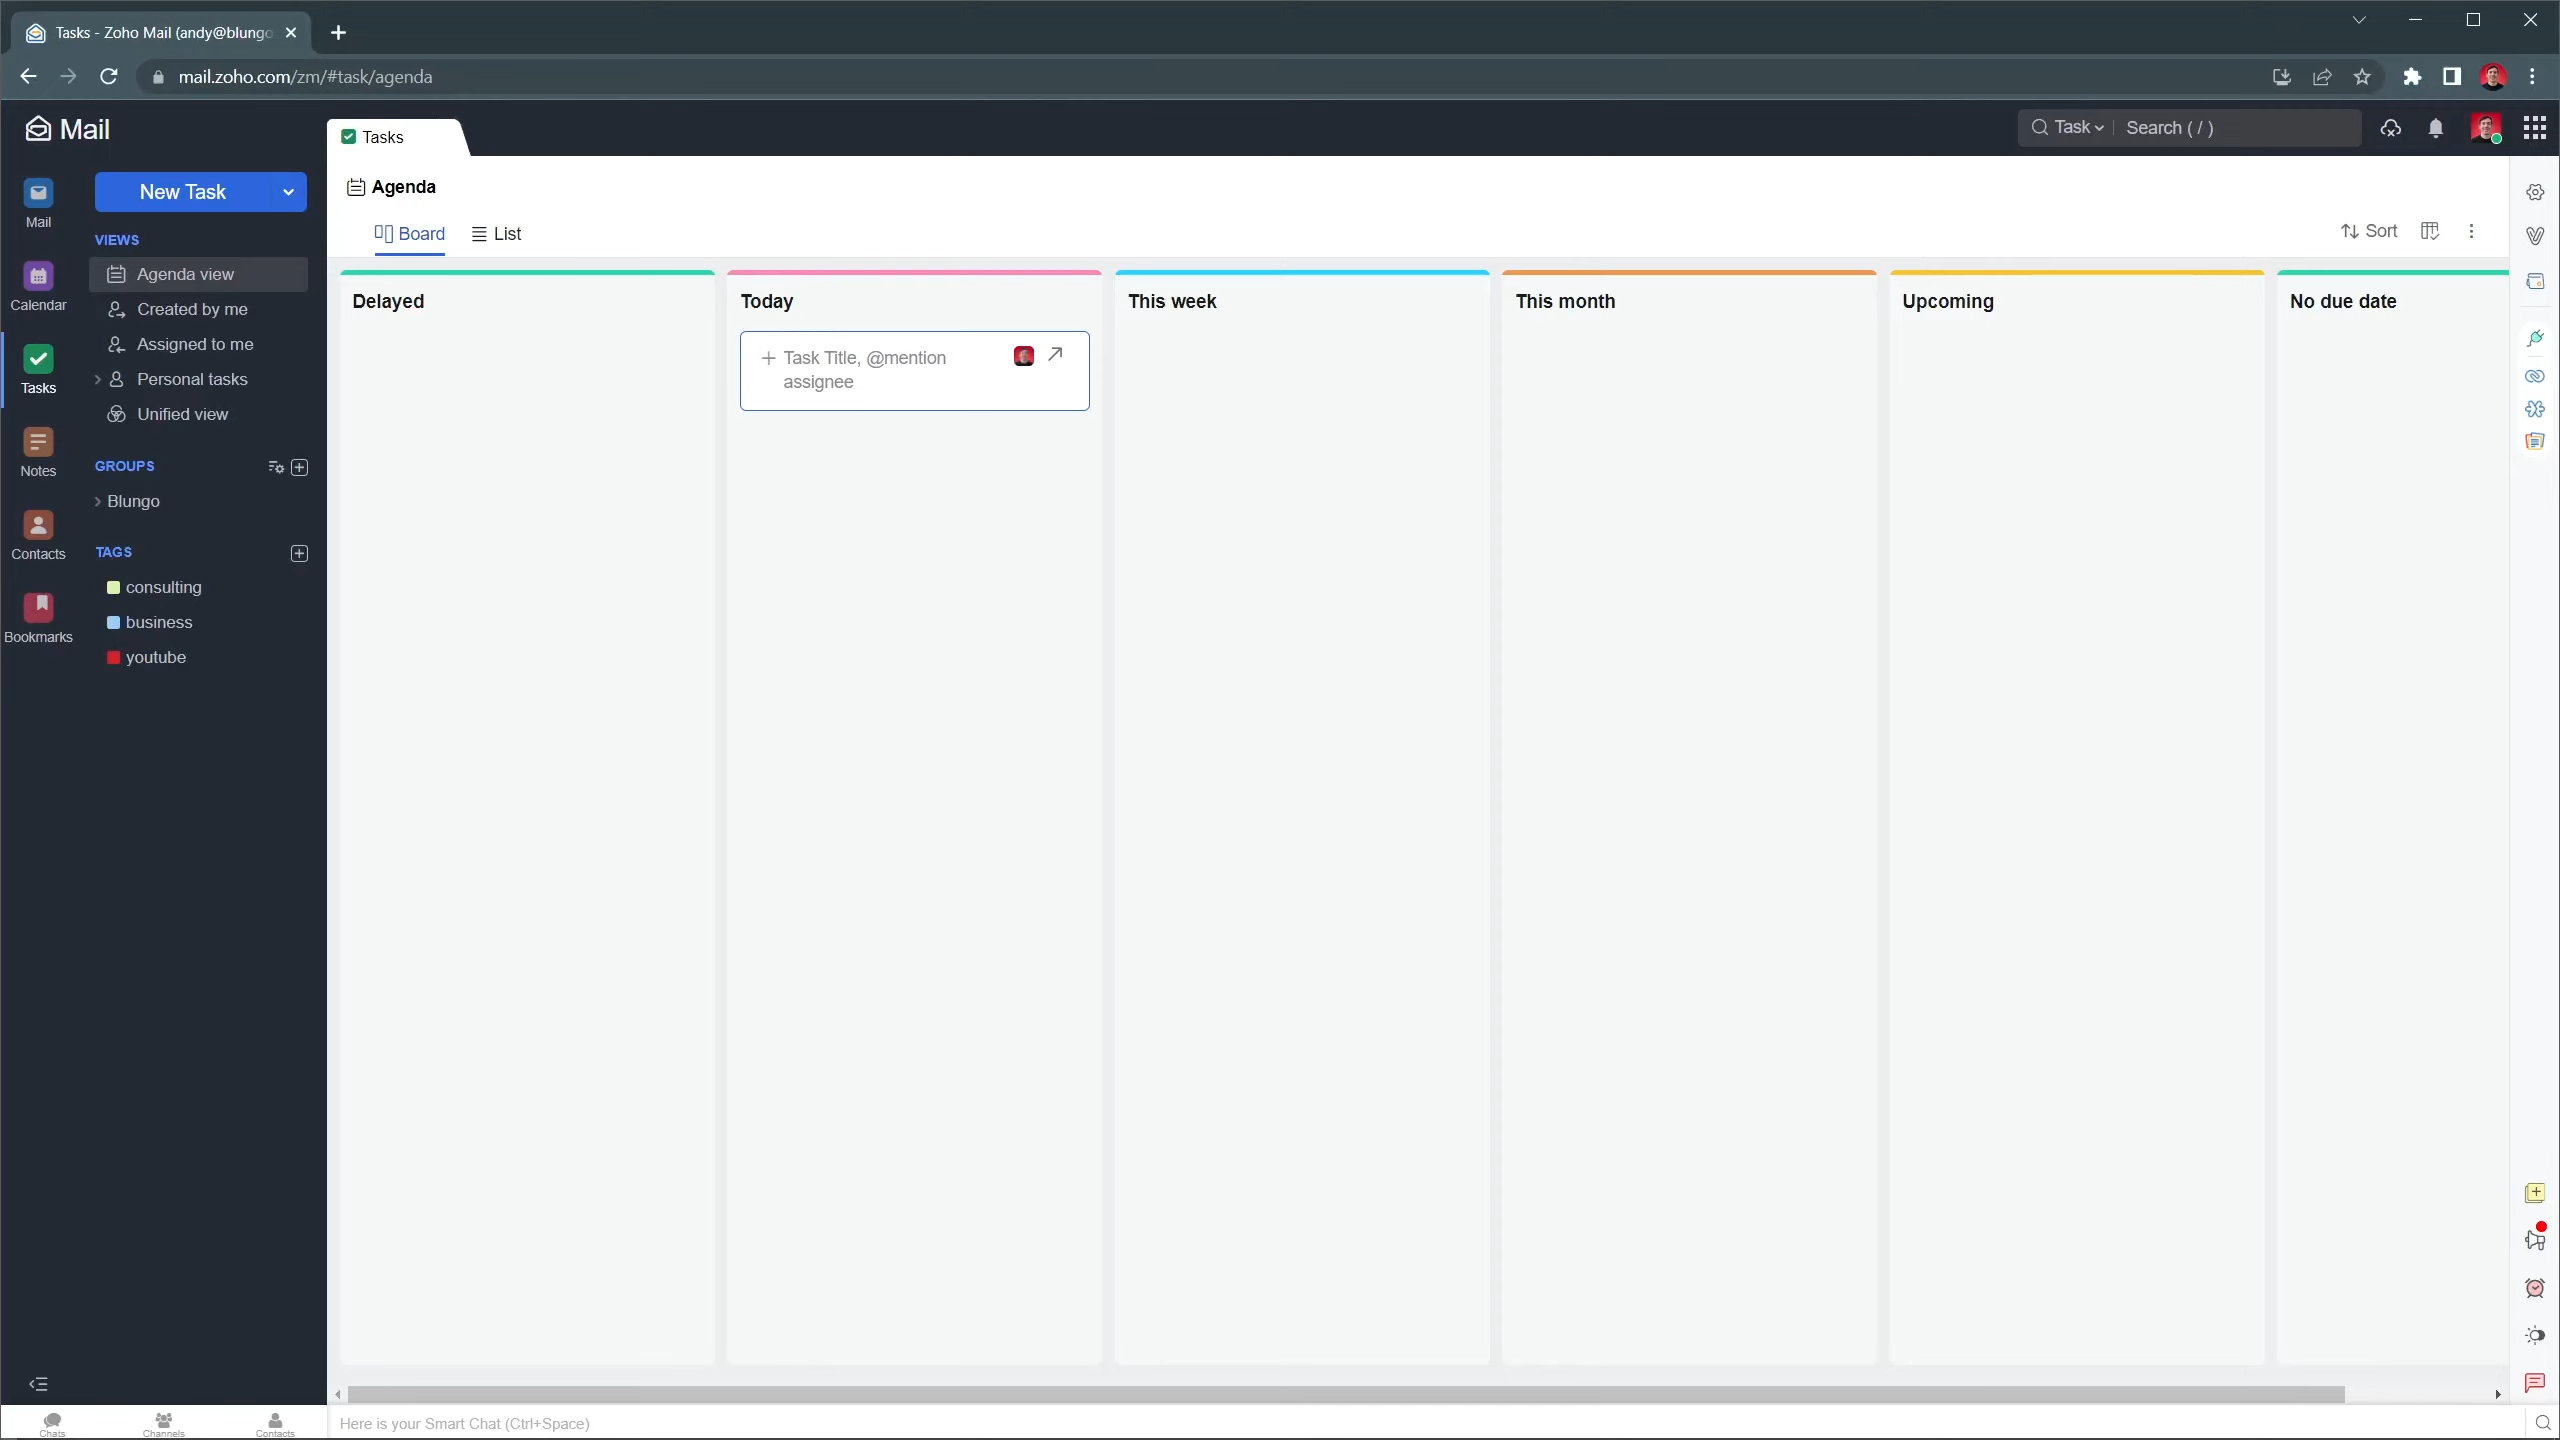 Tasks - Zoho Mail (andy@blungo
mail.zoho.com/zm/#task/agenda
Mail
Tasks
Task
Search ( / )
Mail
Calendar
Tasks
Notes
Contacts
Bookmarks
New Task
VIEWS
Agenda view
Created by me
Assigned to me
Personal tasks
Unified view
GROUPS
Blungo
TAGS
consulting
business
youtube
Agenda
Board
List
Sort
Delayed
Today
Task Title, @mention
assignee
This week
This month
Upcoming
No due date
Chats
Channels
Contacts
Here is your Smart Chat (Ctrl+Space)